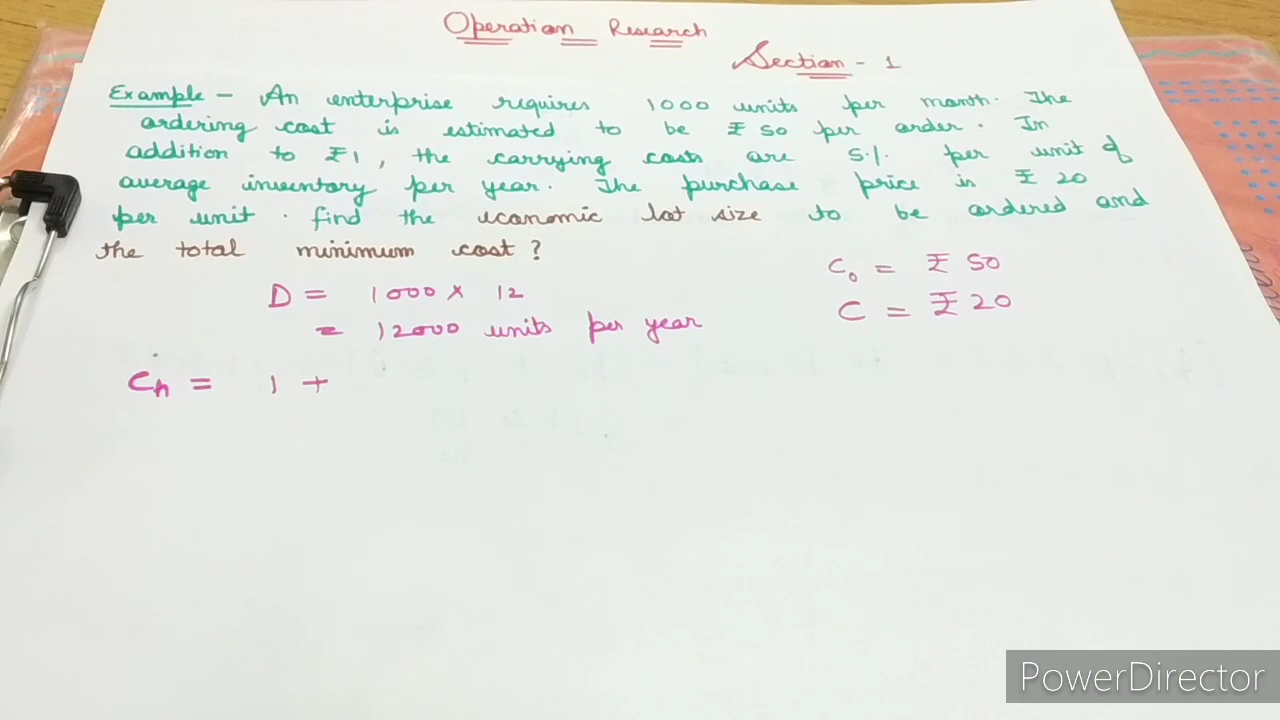 Operation Research
Section - 1
Example - An enterprise requires 1000 units per month. The
ordering cost is estimated to be ₹ 50 per order. In
addition to ₹1, the carrying costs are 5% per unit of
average inventory per year. The purchase price is ₹ 20
per unit. find the economic lot size to be ordered and
the total minimum cost?
C₀ = ₹ 50
D = 1000 × 12
C = ₹ 20
= 12000 units per year
Ch = 1 +
PowerDirector